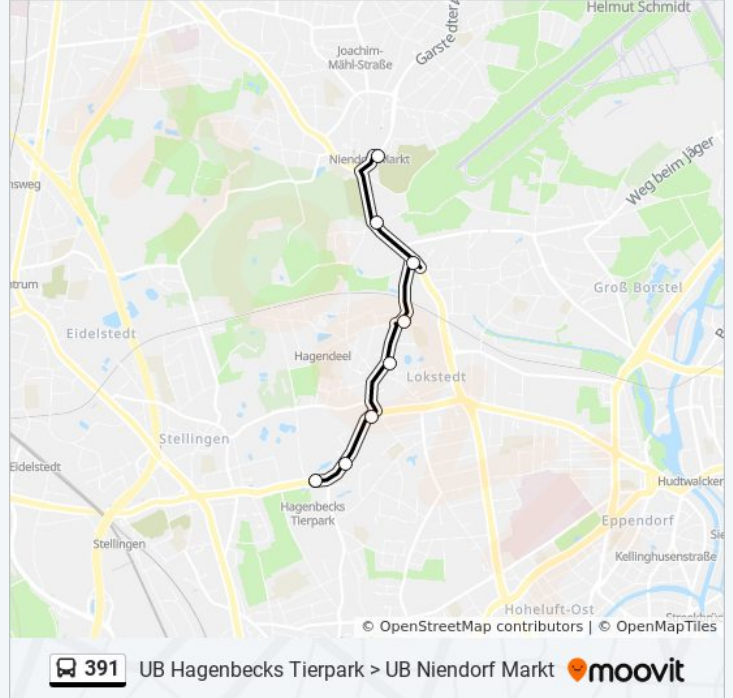 Helmut Schmidt
Garstedter
Joachim-
Mähl-Straße
Markt
Weg beim Jäger
Groß Borstel
Eidelstedt
Hagendeel
Lokstedt
Stellingen
Eidelstedt
Hudtwalcker
Hagenbecks
Tierpark
Eppendorf
Stellingen
Kellinghusenstraße
Hoheluft-Ost
© OpenStreetMap contributors | © OpenMapTiles
391 UB Hagenbecks Tierpark > UB Niendorf Markt moovit